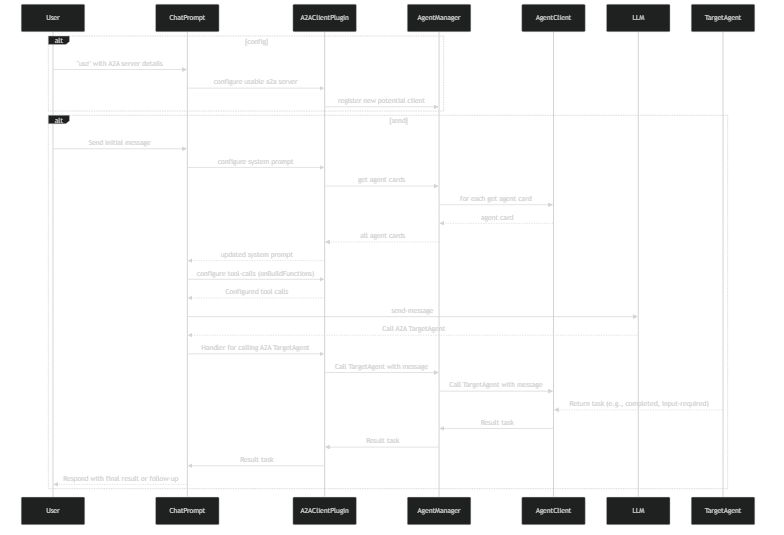 User ChatPrompt A2AClientPlugin AgentManager AgentClient LLM TargetAgent
alt [config]
'use' with A2A server details
configure usable a2a server
register new potential client
alt [send]
Send initial message
configure system prompt
get agent cards
for each get agent card
agent card
all agent cards
updated system prompt
configure tool-calls (onBuildFunctions)
Configured tool calls
send-message
Call A2A TargetAgent
Handler for calling A2A TargetAgent
Call TargetAgent with message
Call TargetAgent with message
Return task (e.g., completed, input-required)
Result task
Result task
Result task
Respond with final result or follow-up
User ChatPrompt A2AClientPlugin AgentManager AgentClient LLM TargetAgent